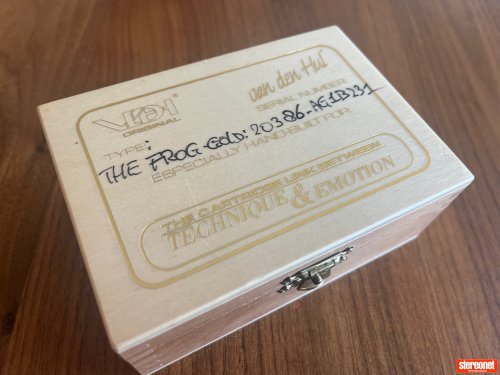 VDH van den Hul
ORIGINAL SERIAL NUMBER
TYPE:
THE FROG GOLD: 20386-AG1B231
ESPECIALLY HAND BUILT FOR
THE CARTRIDGE LINK BETWEEN
TECHNIQUE & EMOTION
stereonet